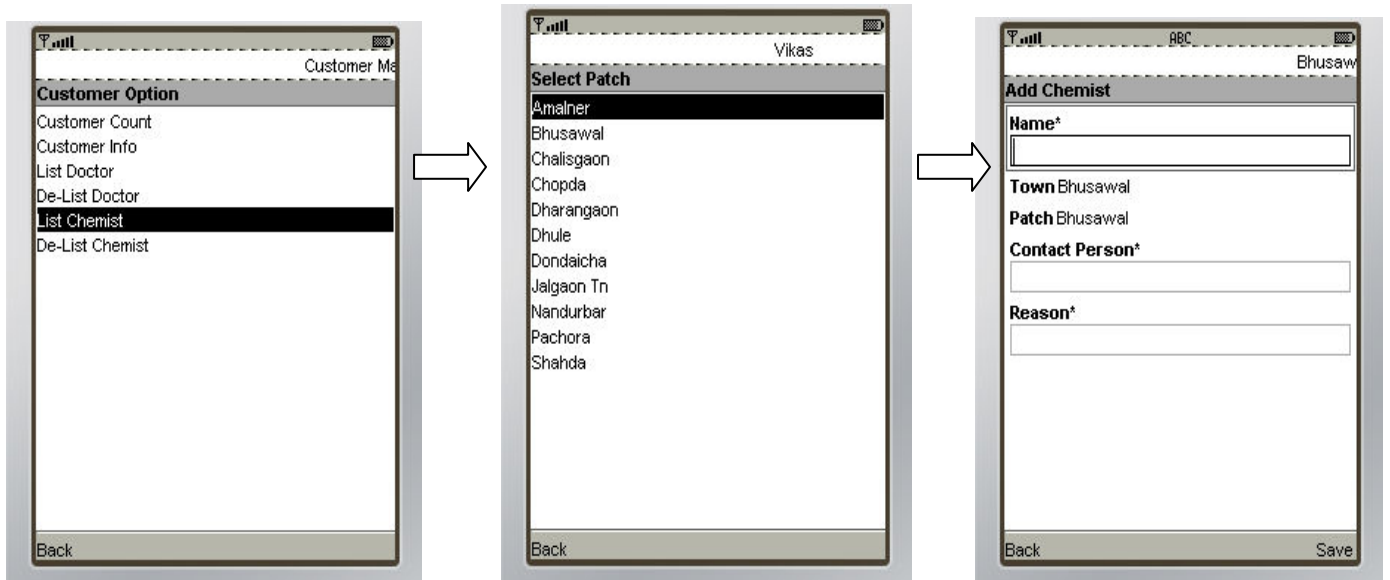 Customer Ma
Customer Option
Customer Count
Customer Info
List Doctor
De-List Doctor
List Chemist
De-List Chemist
Back
Vikas
Select Patch
Amalner
Bhusawal
Chalisgaon
Chopda
Dharangaon
Dhule
Dondaicha
Jalgaon Tn
Nandurbar
Pachora
Shahda
Back
ABC
Bhusaw
Add Chemist
Name*
Town Bhusawal
Patch Bhusawal
Contact Person*
Reason*
Back Save